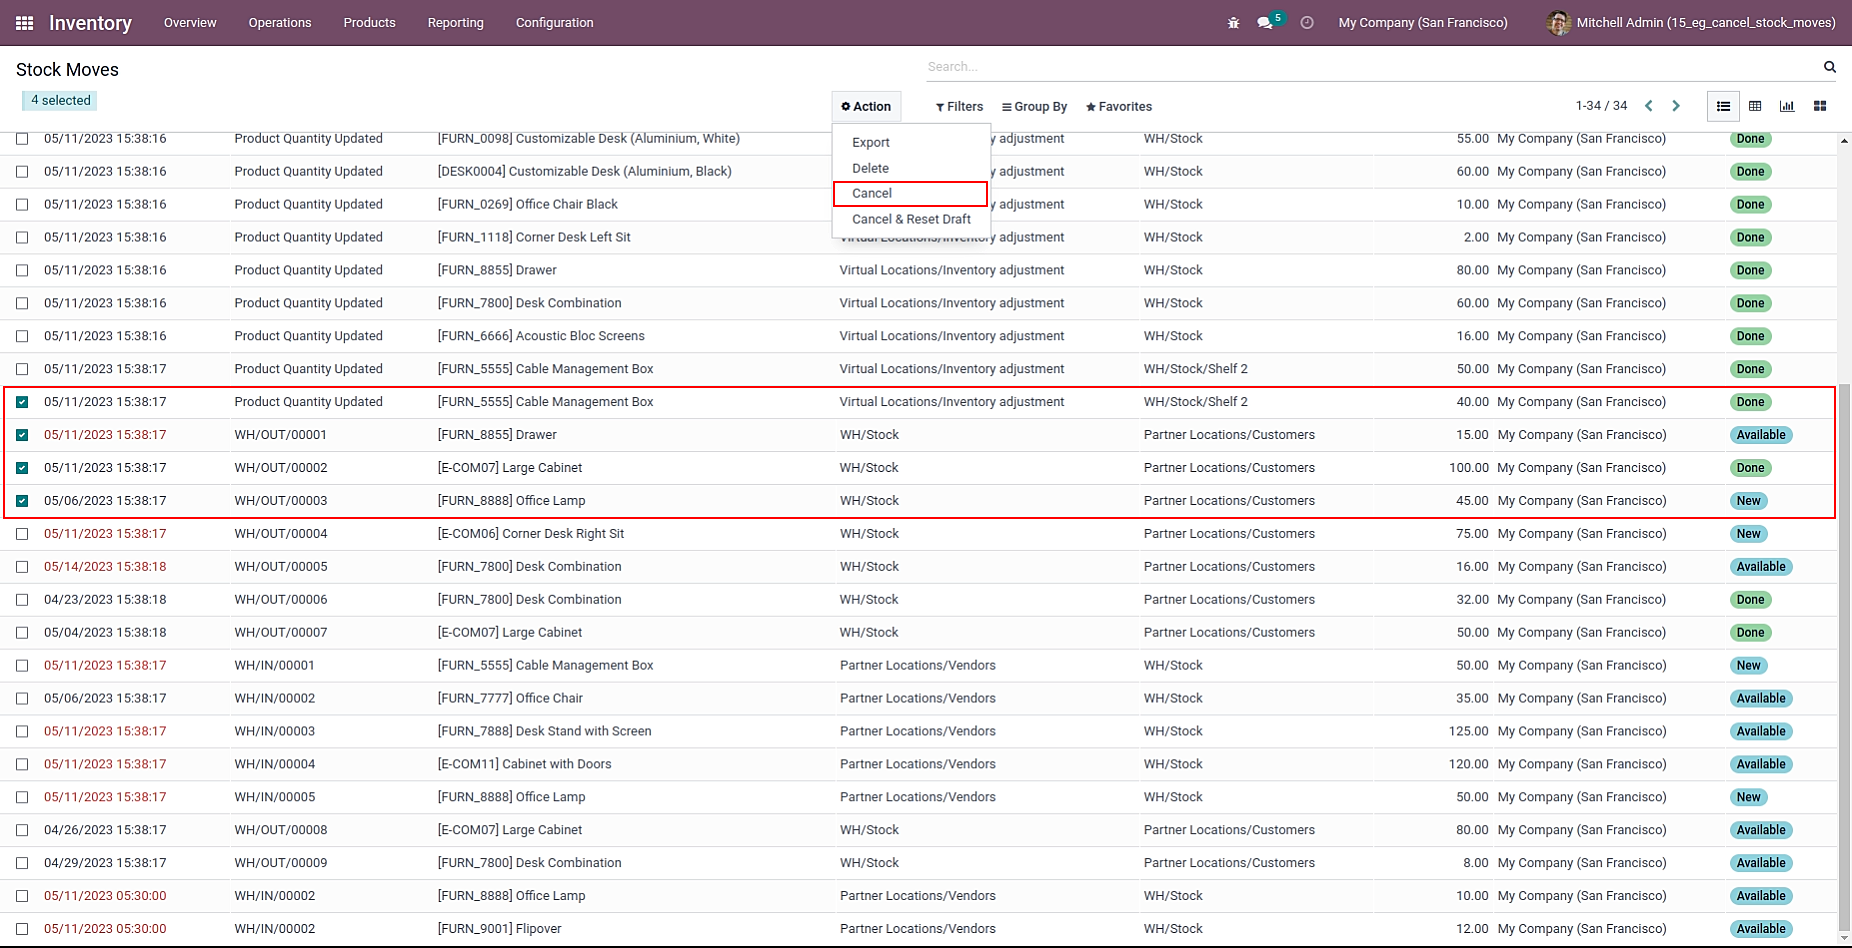 Inventory Overview Operations Products Reporting Configuration 5 My Company (San Francisco) Mitchell Admin (15_eg_cancel_stock_moves)
Stock Moves Search...
4 selected Action Filters Group By Favorites 1-34 / 34
Export
Delete
Cancel
Cancel & Reset Draft
05/11/2023 15:38:16 Product Quantity Updated [FURN_0098] Customizable Desk (Aluminium, White) y adjustment WH/Stock 55.00 My Company (San Francisco) Done
05/11/2023 15:38:16 Product Quantity Updated [DESK0004] Customizable Desk (Aluminium, Black) y adjustment WH/Stock 60.00 My Company (San Francisco) Done
05/11/2023 15:38:16 Product Quantity Updated [FURN_0269] Office Chair Black y adjustment WH/Stock 10.00 My Company (San Francisco) Done
05/11/2023 15:38:16 Product Quantity Updated [FURN_1118] Corner Desk Left Sit Virtual Locations/Inventory adjustment WH/Stock 2.00 My Company (San Francisco) Done
05/11/2023 15:38:16 Product Quantity Updated [FURN_8855] Drawer Virtual Locations/Inventory adjustment WH/Stock 80.00 My Company (San Francisco) Done
05/11/2023 15:38:16 Product Quantity Updated [FURN_7800] Desk Combination Virtual Locations/Inventory adjustment WH/Stock 60.00 My Company (San Francisco) Done
05/11/2023 15:38:16 Product Quantity Updated [FURN_6666] Acoustic Bloc Screens Virtual Locations/Inventory adjustment WH/Stock 16.00 My Company (San Francisco) Done
05/11/2023 15:38:17 Product Quantity Updated [FURN_5555] Cable Management Box Virtual Locations/Inventory adjustment WH/Stock/Shelf 2 50.00 My Company (San Francisco) Done
05/11/2023 15:38:17 Product Quantity Updated [FURN_5555] Cable Management Box Virtual Locations/Inventory adjustment WH/Stock/Shelf 2 40.00 My Company (San Francisco) Done
05/11/2023 15:38:17 WH/OUT/00001 [FURN_8855] Drawer WH/Stock Partner Locations/Customers 15.00 My Company (San Francisco) Available
05/11/2023 15:38:17 WH/OUT/00002 [E-COM07] Large Cabinet WH/Stock Partner Locations/Customers 100.00 My Company (San Francisco) Done
05/06/2023 15:38:17 WH/OUT/00003 [FURN_8888] Office Lamp WH/Stock Partner Locations/Customers 45.00 My Company (San Francisco) New
05/11/2023 15:38:17 WH/OUT/00004 [E-COM06] Corner Desk Right Sit WH/Stock Partner Locations/Customers 75.00 My Company (San Francisco) New
05/14/2023 15:38:18 WH/OUT/00005 [FURN_7800] Desk Combination WH/Stock Partner Locations/Customers 16.00 My Company (San Francisco) Available
04/23/2023 15:38:18 WH/OUT/00006 [FURN_7800] Desk Combination WH/Stock Partner Locations/Customers 32.00 My Company (San Francisco) Done
05/04/2023 15:38:18 WH/OUT/00007 [E-COM07] Large Cabinet WH/Stock Partner Locations/Customers 50.00 My Company (San Francisco) Done
05/11/2023 15:38:17 WH/IN/00001 [FURN_5555] Cable Management Box Partner Locations/Vendors WH/Stock 50.00 My Company (San Francisco) New
05/06/2023 15:38:17 WH/IN/00002 [FURN_7777] Office Chair Partner Locations/Vendors WH/Stock 35.00 My Company (San Francisco) Available
05/11/2023 15:38:17 WH/IN/00003 [FURN_7888] Desk Stand with Screen Partner Locations/Vendors WH/Stock 125.00 My Company (San Francisco) Available
05/11/2023 15:38:17 WH/IN/00004 [E-COM11] Cabinet with Doors Partner Locations/Vendors WH/Stock 120.00 My Company (San Francisco) Available
05/11/2023 15:38:17 WH/IN/00005 [FURN_8888] Office Lamp Partner Locations/Vendors WH/Stock 50.00 My Company (San Francisco) New
04/26/2023 15:38:17 WH/OUT/00008 [E-COM07] Large Cabinet WH/Stock Partner Locations/Customers 80.00 My Company (San Francisco) Available
04/29/2023 15:38:17 WH/OUT/00009 [FURN_7800] Desk Combination WH/Stock Partner Locations/Customers 8.00 My Company (San Francisco) Available
05/11/2023 05:30:00 WH/IN/00002 [FURN_8888] Office Lamp Partner Locations/Vendors WH/Stock 10.00 My Company (San Francisco) Available
05/11/2023 05:30:00 WH/IN/00002 [FURN_9001] Flipover Partner Locations/Vendors WH/Stock 12.00 My Company (San Francisco) Available